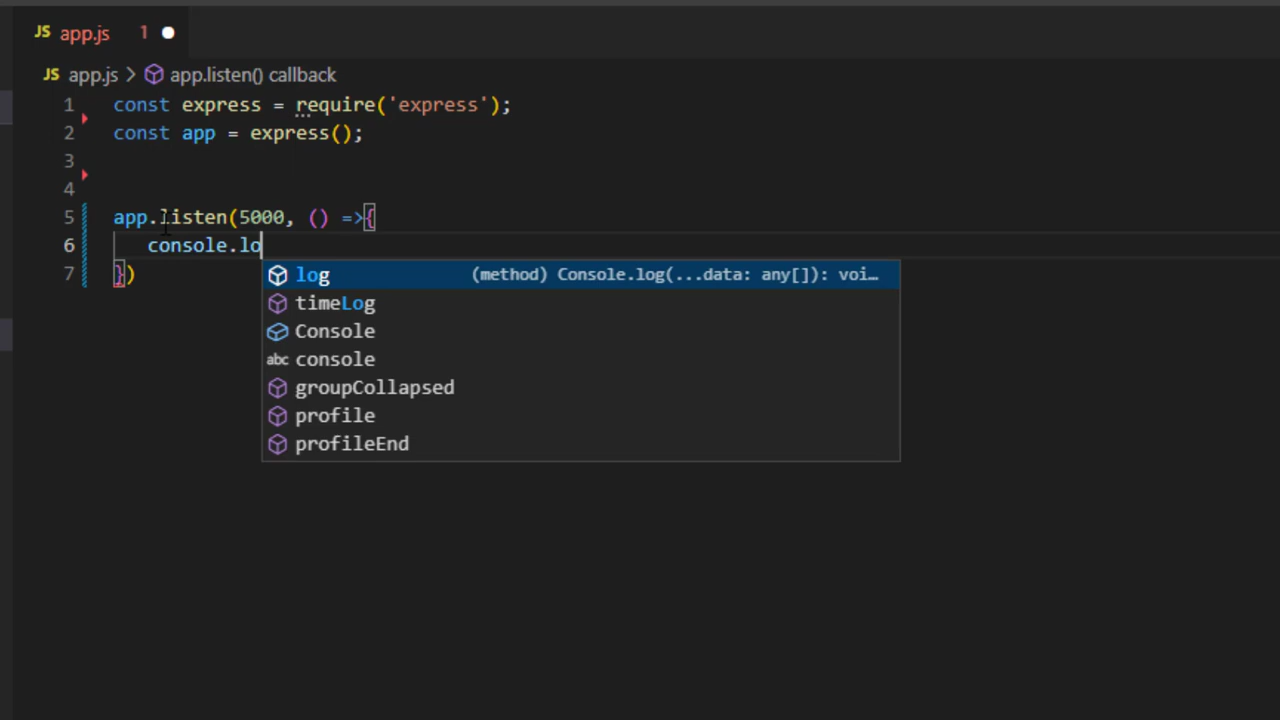 JS app.js 1
JS app.js > app.listen() callback
1 const express = require('express');
2 const app = express();
3
4
5 app.listen(5000, () =>{
6 console.lo
7 })
log (method) Console.log(...data: any[]): voi…
timeLog
Console
abc console
groupCollapsed
profile
profileEnd